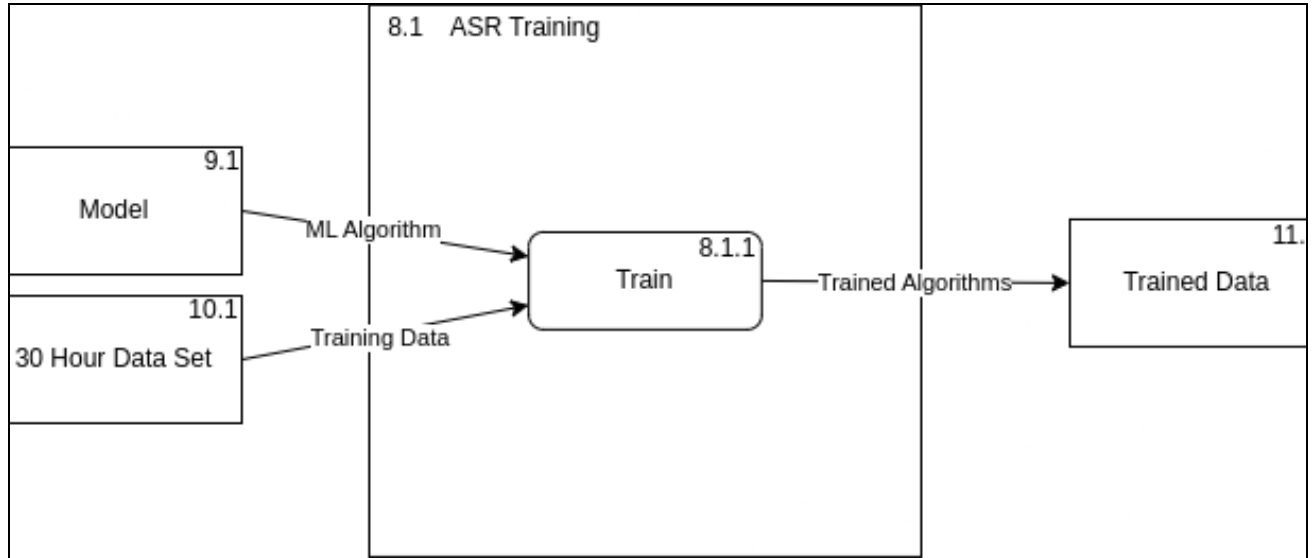 8.1 ASR Training
9.1
Model
ML Algorithm
8.1.1
Train
Trained Algorithms
11.
Trained Data
10.1
30 Hour Data Set
Training Data